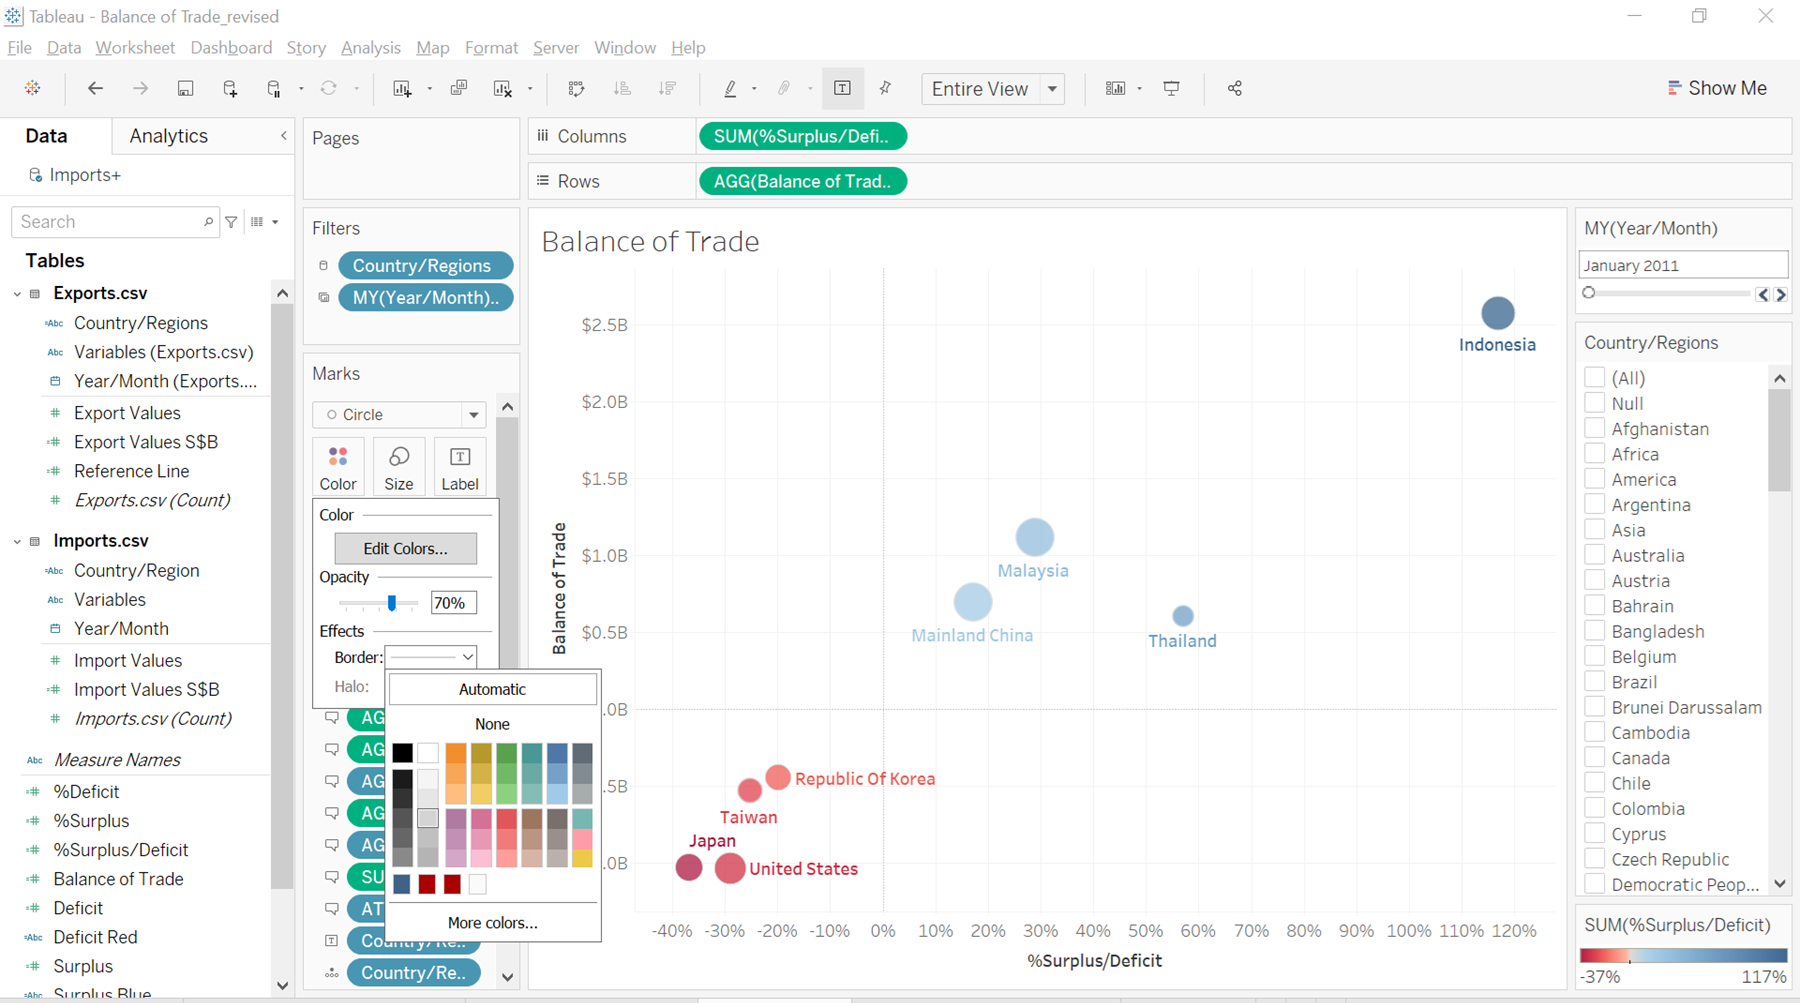 Tableau - Balance of Trade_revised
File Data Worksheet Dashboard Story Analysis Map Format Server Window Help
Entire View
Show Me
Data Analytics
Imports+
Search
Tables
Exports.csv
Abc Country/Regions
Abc Variables (Exports.csv)
Year/Month (Exports....
Export Values
Export Values S$B
Reference Line
Exports.csv (Count)
Imports.csv
Abc Country/Region
Abc Variables
Year/Month
Import Values
Import Values S$B
Imports.csv (Count)
Abc Measure Names
%Deficit
%Surplus
%Surplus/Deficit
Balance of Trade
Deficit
Abc Deficit Red
Surplus
Abc Surplus Blue
Pages
Filters
Country/Regions
MY(Year/Month)..
Marks
Circle
Color Size Label
Color
Edit Colors...
Opacity
70%
Effects
Border:
Halo:
Automatic
None
More colors...
AG
AG
AG
AG
AG
SU
AT
Country/Re..
Country/Re..
Columns SUM(%Surplus/Defi..
Rows AGG(Balance of Trad..
Balance of Trade
Balance of Trade
$2.5B
$2.0B
$1.5B
$1.0B
$0.5B
.0B
.5B
.0B
Indonesia
Malaysia
Mainland China
Thailand
Republic Of Korea
Taiwan
Japan
United States
-40% -30% -20% -10% 0% 10% 20% 30% 40% 50% 60% 70% 80% 90% 100% 110% 120%
%Surplus/Deficit
MY(Year/Month)
January 2011
Country/Regions
(All)
Null
Afghanistan
Africa
America
Argentina
Asia
Australia
Austria
Bahrain
Bangladesh
Belgium
Brazil
Brunei Darussalam
Cambodia
Canada
Chile
Colombia
Cyprus
Czech Republic
Democratic Peop...
SUM(%Surplus/Deficit)
-37% 117%